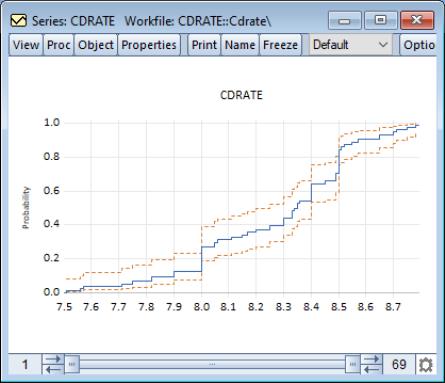 Series: CDRATE Workfile: CDRATE::Cdrate\
View Proc Object Properties Print Name Freeze Default Optio
CDRATE
Probability
1.0
0.8
0.6
0.4
0.2
0.0
7.5 7.6 7.7 7.8 7.9 8.0 8.1 8.2 8.3 8.4 8.5 8.6 8.7
1 69